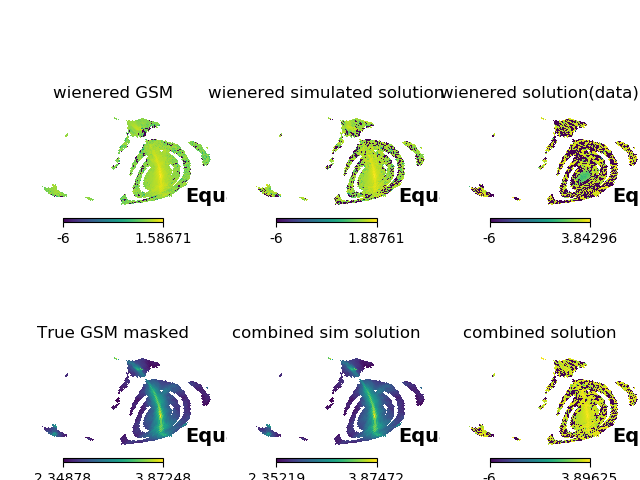 wienered GSM wienered simulated solution wienered solution(data)
Equ Equ Eq
-6 1.58671 -6 1.88761 -6 3.84296
True GSM masked combined sim solution combined solution
Equ Equ Eq
2.34878 3.87248 2.35219 3.87472 -6 3.89625